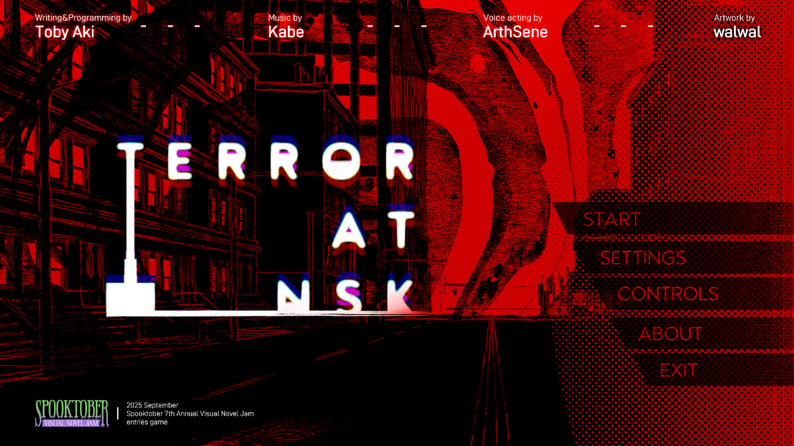 Writing&Programming by
Toby Aki
Music by
Kabe
Voice acting by
ArthSene
Artwork by
walwal
TERROR
AT
NSK
START
SETTINGS
CONTROLS
ABOUT
EXIT
SPOOKTOBER
VISUAL NOVEL JAM
2025 September
Spooktober 7th Annual Visual Novel Jam
entries game